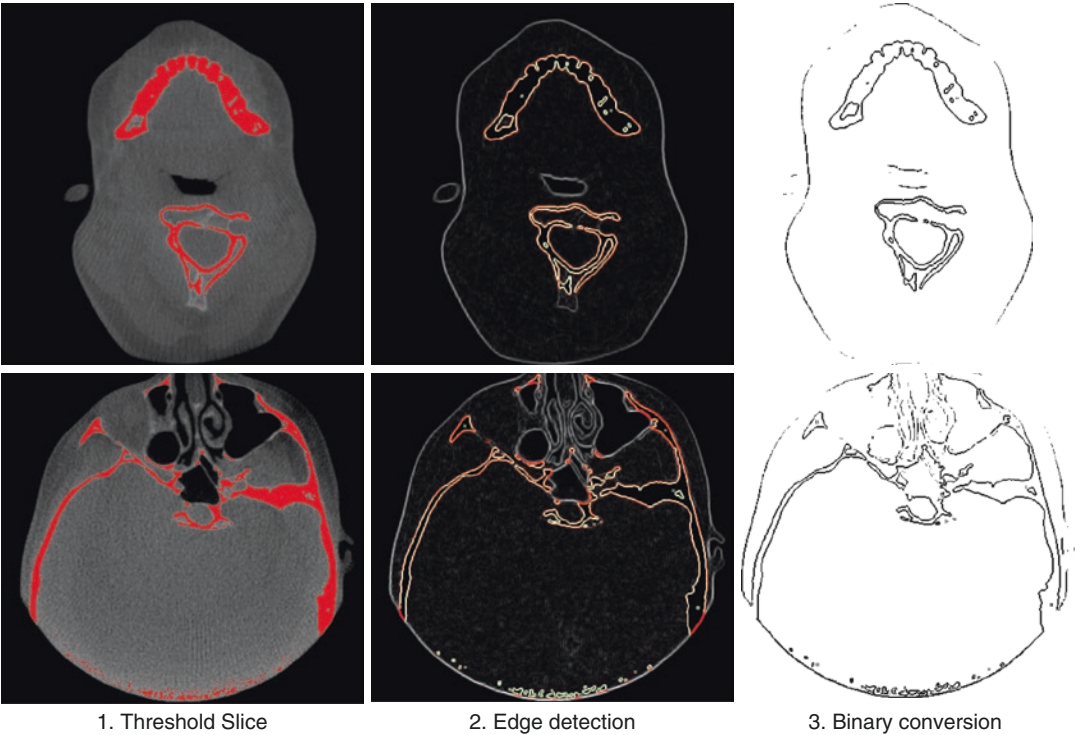 1. Threshold Slice
2. Edge detection
3. Binary conversion